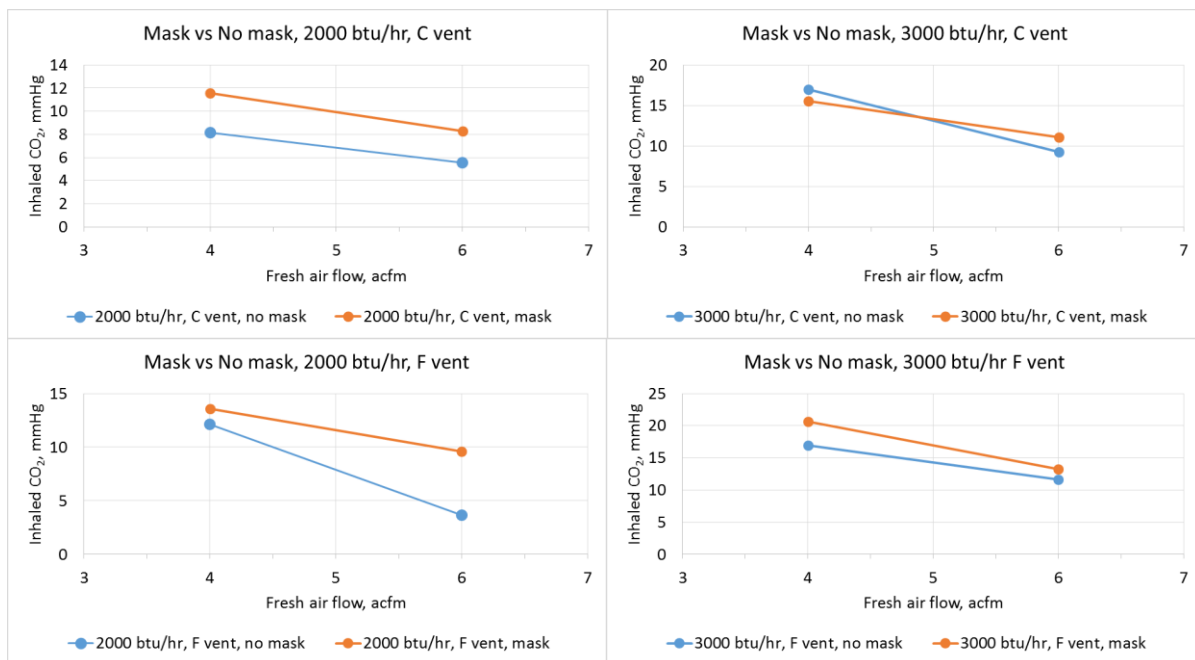 Mask vs No mask, 2000 btu/hr, C vent
14
12
10
8
6
4
2
0
Inhaled CO₂, mmHg
3 4 5 6 7
Fresh air flow, acfm
2000 btu/hr, C vent, no mask 2000 btu/hr, C vent, mask
Mask vs No mask, 3000 btu/hr, C vent
20
15
10
5
0
Inhaled CO₂, mmHg
3 4 5 6 7
Fresh air flow, acfm
3000 btu/hr, C vent, no mask 3000 btu/hr, C vent, mask
Mask vs No mask, 2000 btu/hr, F vent
15
10
5
0
Inhaled CO₂, mmHg
3 4 5 6 7
Fresh air flow, acfm
2000 btu/hr, F vent, no mask 2000 btu/hr, F vent, mask
Mask vs No mask, 3000 btu/hr F vent
25
20
15
10
5
0
Inhaled CO₂, mmHg
3 4 5 6 7
Fresh air flow, acfm
3000 btu/hr, F vent, no mask 3000 btu/hr, F vent, mask